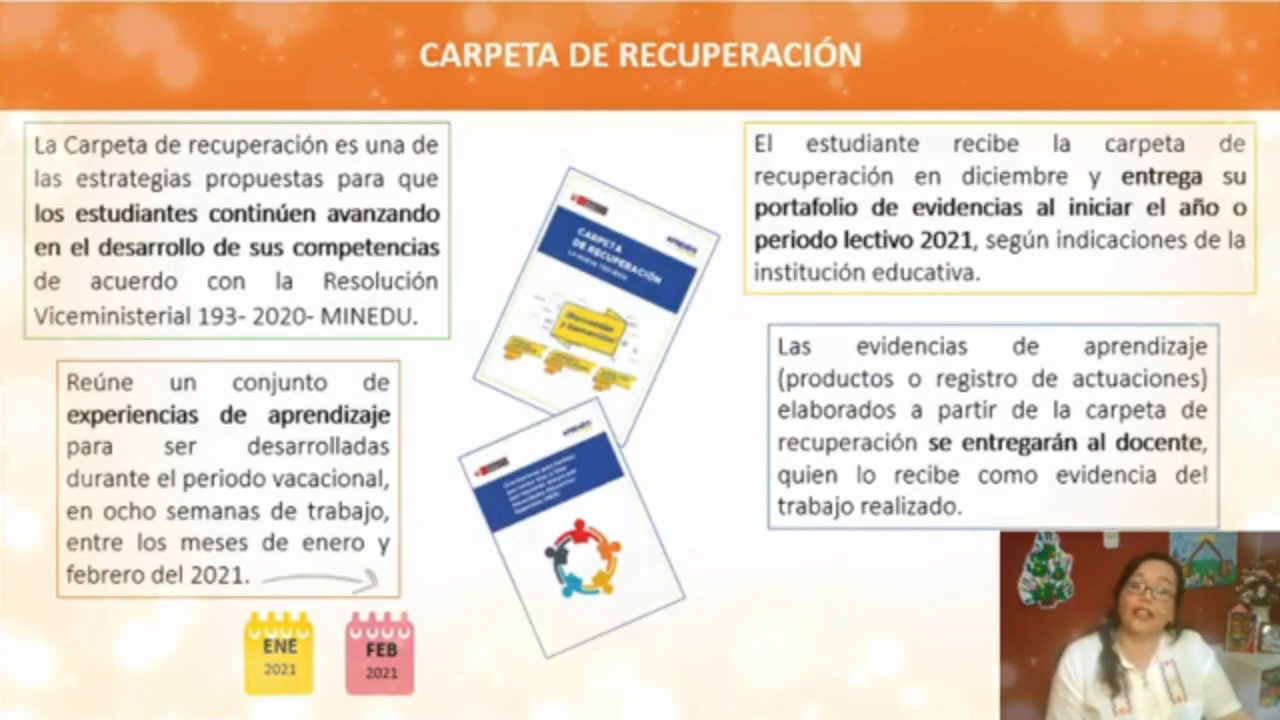 CARPETA DE RECUPERACIÓN
La Carpeta de recuperación es una de
las estrategias propuestas para que
los estudiantes continúen avanzando
en el desarrollo de sus competencias
de acuerdo con la Resolución
Viceministerial 193- 2020- MINEDU.
Reúne un conjunto de
experiencias de aprendizaje
para ser desarrolladas
durante el periodo vacacional,
en ocho semanas de trabajo,
entre los meses de enero y
febrero del 2021.
ENE
2021
FEB
2021
CARPETA
DE RECUPERACIÓN
El estudiante recibe la carpeta de
recuperación en diciembre y entrega su
portafolio de evidencias al iniciar el año o
periodo lectivo 2021, según indicaciones de la
institución educativa.
Las evidencias de aprendizaje
(productos o registro de actuaciones)
elaborados a partir de la carpeta de
recuperación se entregarán al docente,
quien lo recibe como evidencia del
trabajo realizado.